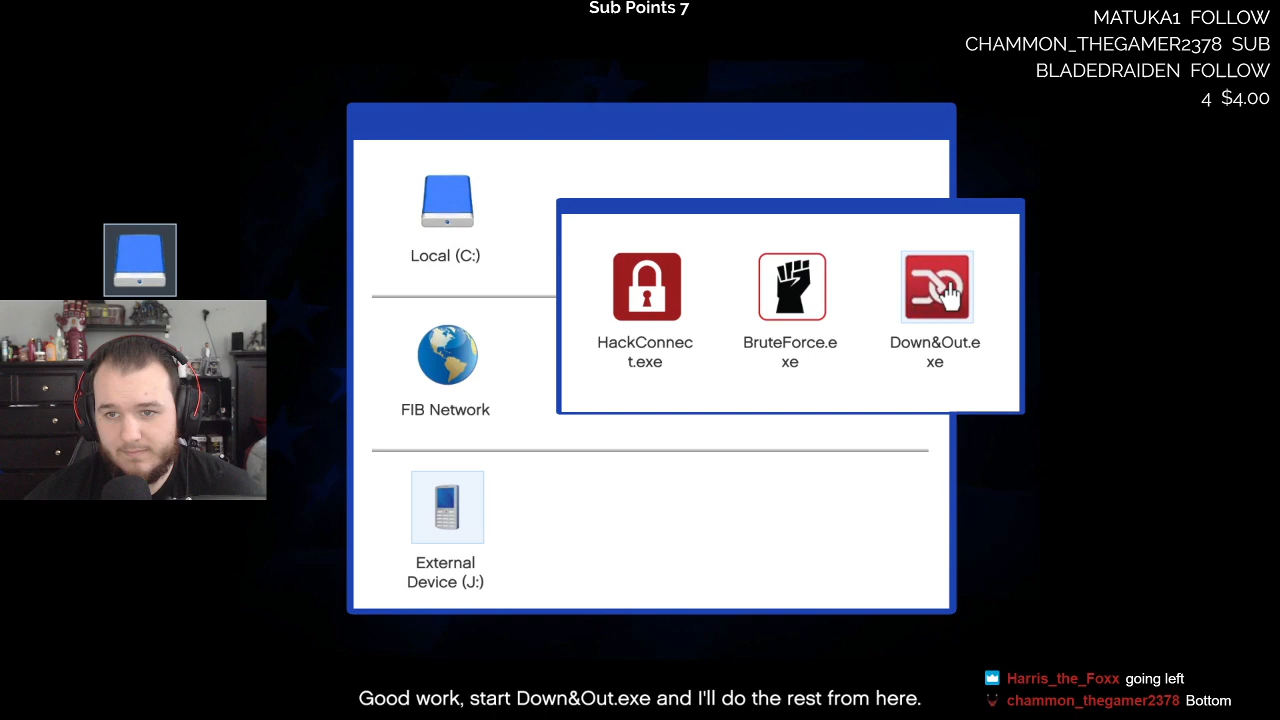 Sub Points 7
MATUKA1 FOLLOW
CHAMMON_THEGAMER2378 SUB
BLADEDRAIDEN FOLLOW
4 $4.00
Local (C:)
HackConnec
t.exe
BruteForce.e
xe
Down&Out.e
xe
FIB Network
External
Device (J:)
Good work, start Down&Out.exe and I'll do the rest from here.
Harris_the_Foxx going left
chammon_thegamer2378 Bottom